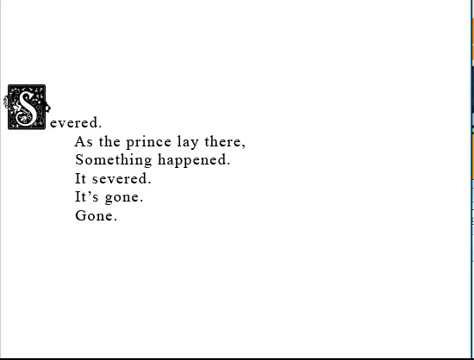 Severed.
As the prince lay there,
Something happened.
It severed.
It’s gone.
Gone.